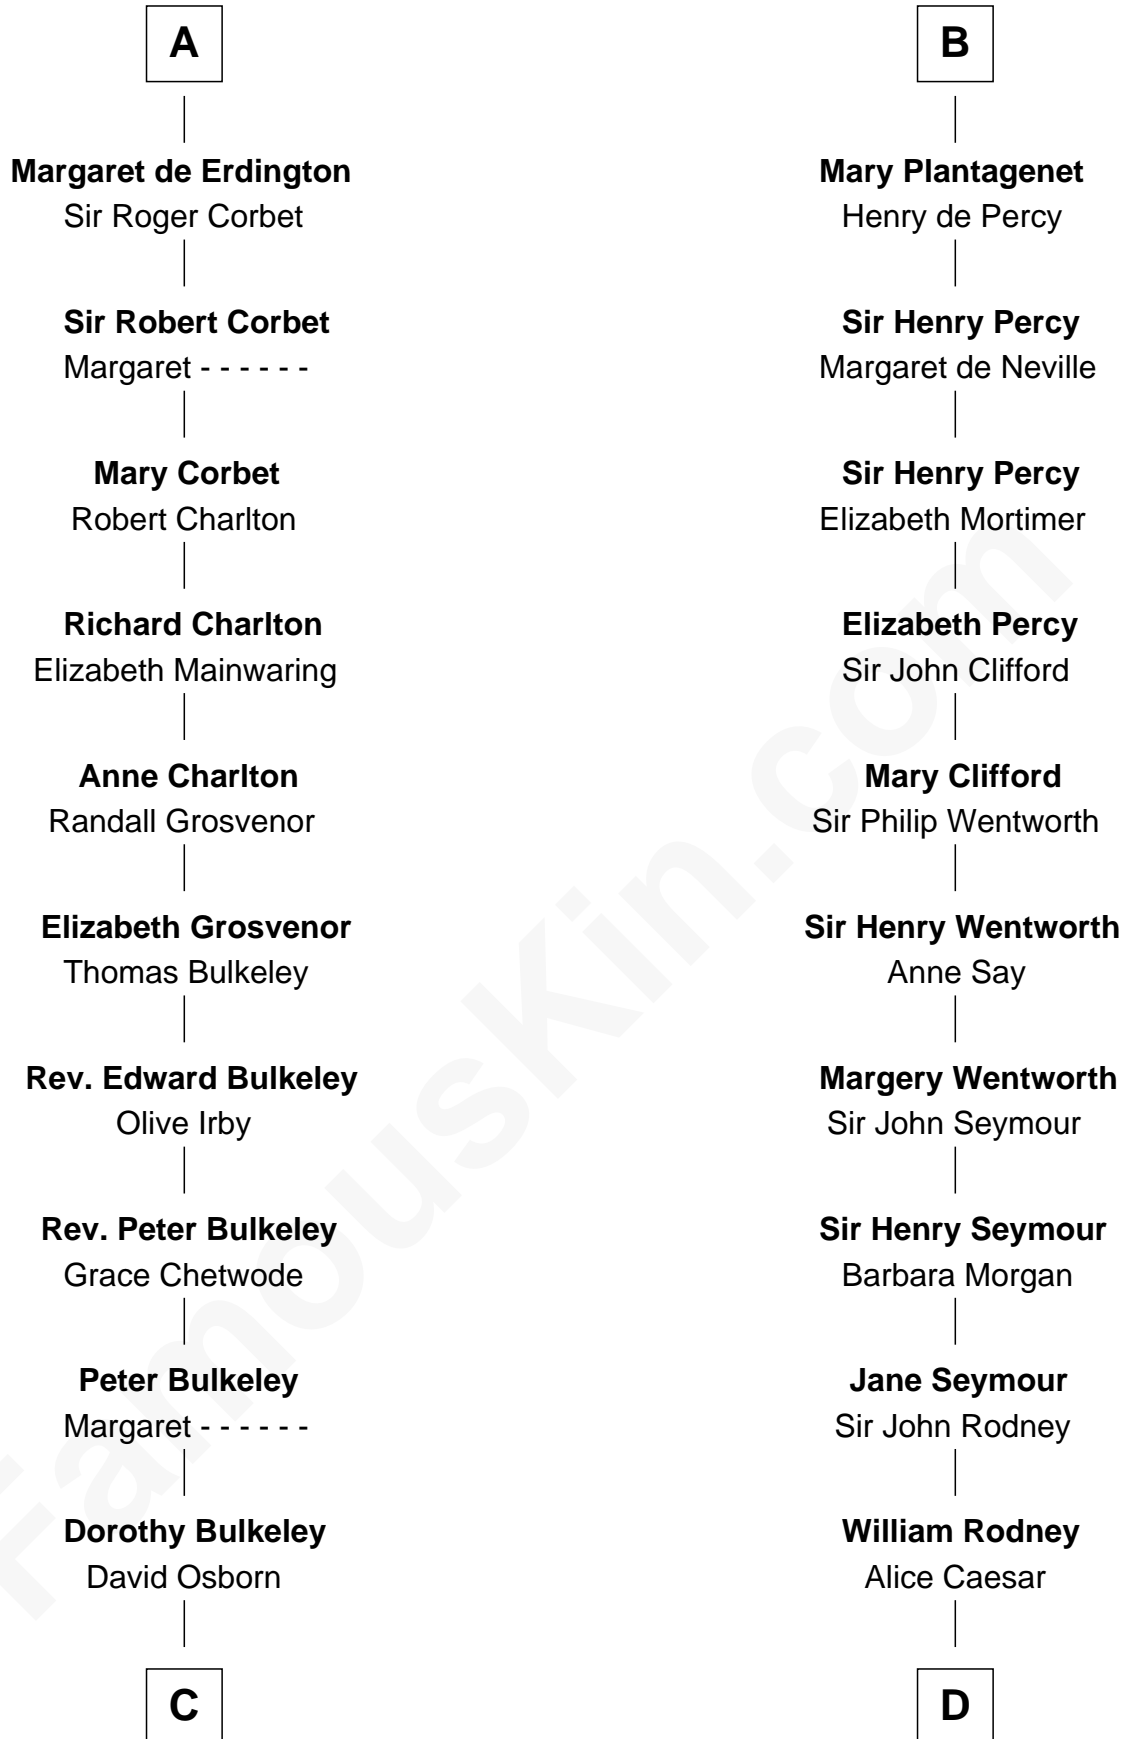 A
Margaret de Erdington
Sir Roger Corbet
Sir Robert Corbet
Margaret - - - - - -
Mary Corbet
Robert Charlton
Richard Charlton
Elizabeth Mainwaring
Anne Charlton
Randall Grosvenor
Elizabeth Grosvenor
Thomas Bulkeley
Rev. Edward Bulkeley
Olive Irby
Rev. Peter Bulkeley
Grace Chetwode
Peter Bulkeley
Margaret - - - - - -
Dorothy Bulkeley
David Osborn
C
B
Mary Plantagenet
Henry de Percy
Sir Henry Percy
Margaret de Neville
Sir Henry Percy
Elizabeth Mortimer
Elizabeth Percy
Sir John Clifford
Mary Clifford
Sir Philip Wentworth
Sir Henry Wentworth
Anne Say
Margery Wentworth
Sir John Seymour
Sir Henry Seymour
Barbara Morgan
Jane Seymour
Sir John Rodney
William Rodney
Alice Caesar
D
FamousKin.com